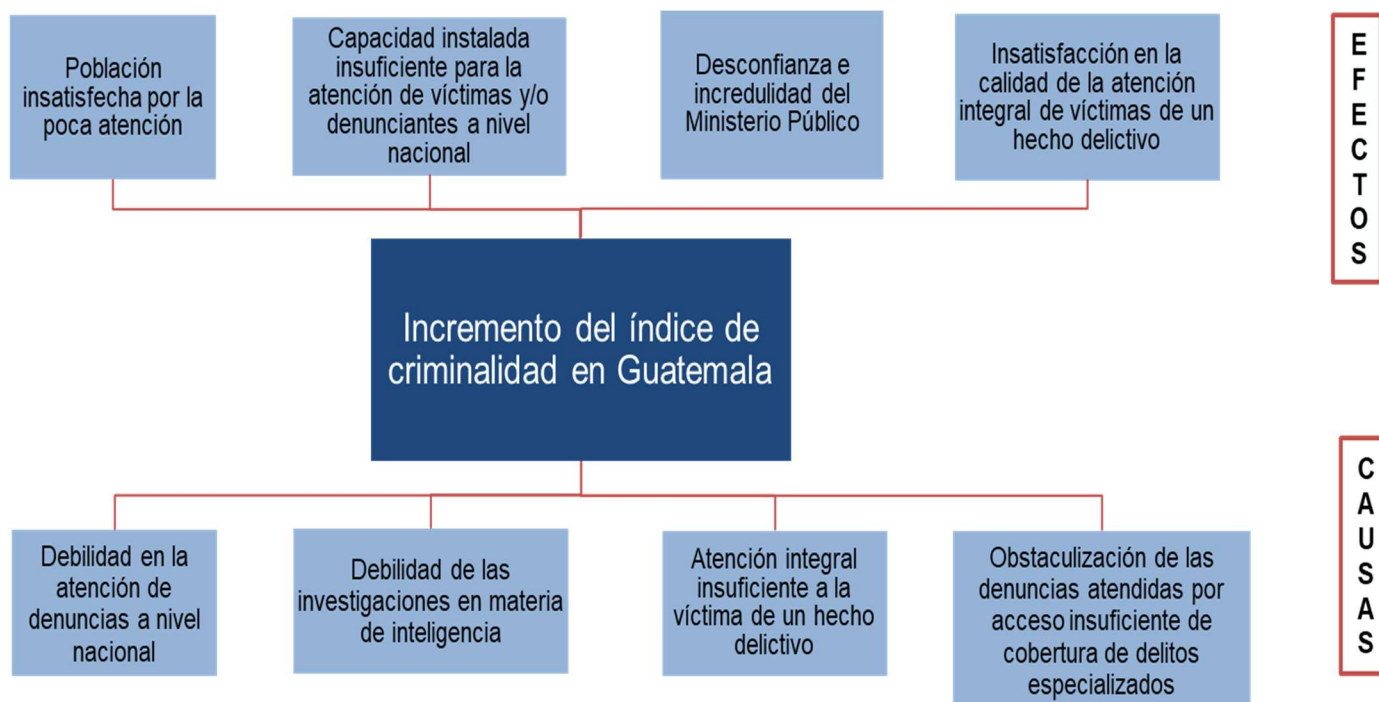 Población
insatisfecha por la
poca atención
Capacidad instalada
insuficiente para la
atención de víctimas y/o
denunciantes a nivel
nacional
Desconfianza e
incredulidad del
Ministerio Público
Insatisfacción en la
calidad de la atención
integral de víctimas de un
hecho delictivo
EFECTOS
Incremento del índice de
criminalidad en Guatemala
Debilidad en la
atención de
denuncias a nivel
nacional
Debilidad de las
investigaciones en materia
de inteligencia
Atención integral
insuficiente a la
víctima de un hecho
delictivo
Obstaculización de las
denuncias atendidas por
acceso insuficiente de
cobertura de delitos
especializados
CAUSAS